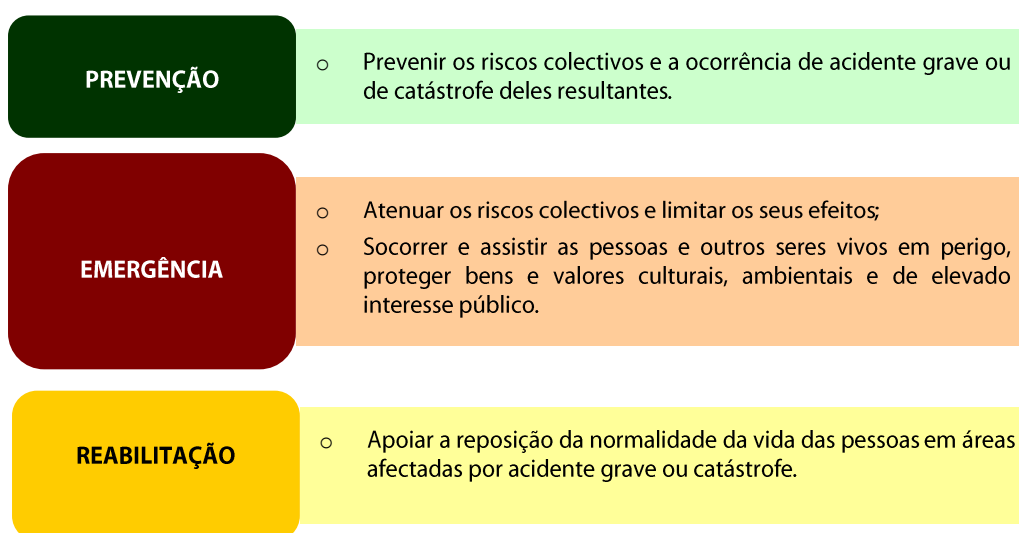 PREVENÇÃO
o Prevenir os riscos colectivos e a ocorrência de acidente grave ou
de catástrofe deles resultantes.
EMERGÊNCIA
o Atenuar os riscos colectivos e limitar os seus efeitos;
o Socorrer e assistir as pessoas e outros seres vivos em perigo,
proteger bens e valores culturais, ambientais e de elevado
interesse público.
REABILITAÇÃO
o Apoiar a reposição da normalidade da vida das pessoas em áreas
afectadas por acidente grave ou catástrofe.